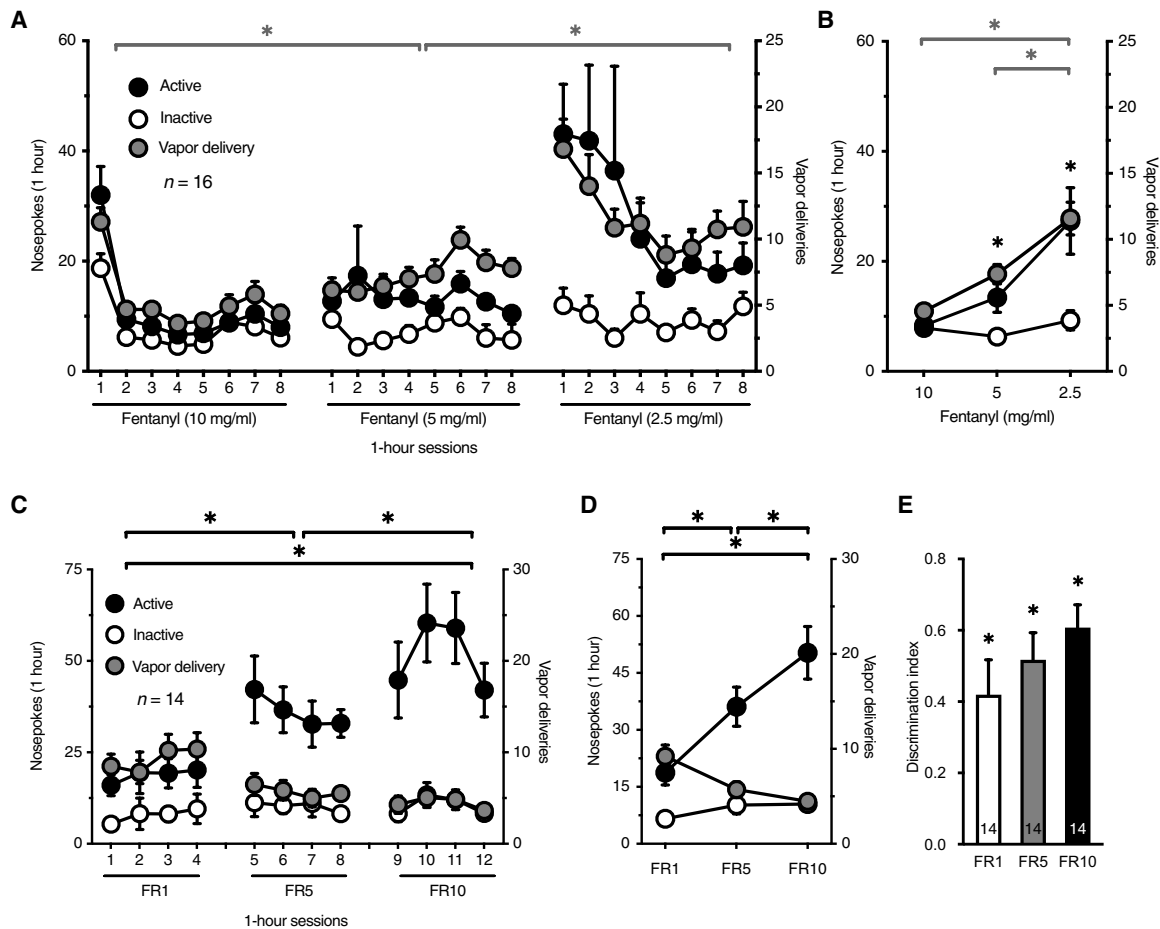 A
*
*
60
40
20
0
Nosepokes (1 hour)
Active
Inactive
Vapor delivery
n = 16
25
20
15
10
5
0
Vapor deliveries
1 2 3 4 5 6 7 8
1 2 3 4 5 6 7 8
1 2 3 4 5 6 7 8
Fentanyl (10 mg/ml)
Fentanyl (5 mg/ml)
Fentanyl (2.5 mg/ml)
1-hour sessions
B
*
*
*
*
60
40
20
0
Nosepokes (1 hour)
25
20
15
10
5
0
Vapor deliveries
10 5 2.5
Fentanyl (mg/ml)
C
*
*
*
75
50
25
0
Nosepokes (1 hour)
Active
Inactive
Vapor delivery
n = 14
30
20
10
0
Vapor deliveries
1 2 3 4 5 6 7 8 9 10 11 12
FR1
FR5
FR10
1-hour sessions
D
*
*
*
75
60
45
30
15
0
Nosepokes (1 hour)
30
20
10
0
Vapor deliveries
FR1 FR5 FR10
E
0.8
0.6
0.4
0.2
0.0
Discrimination index
*
*
*
14 14 14
FR1 FR5 FR10